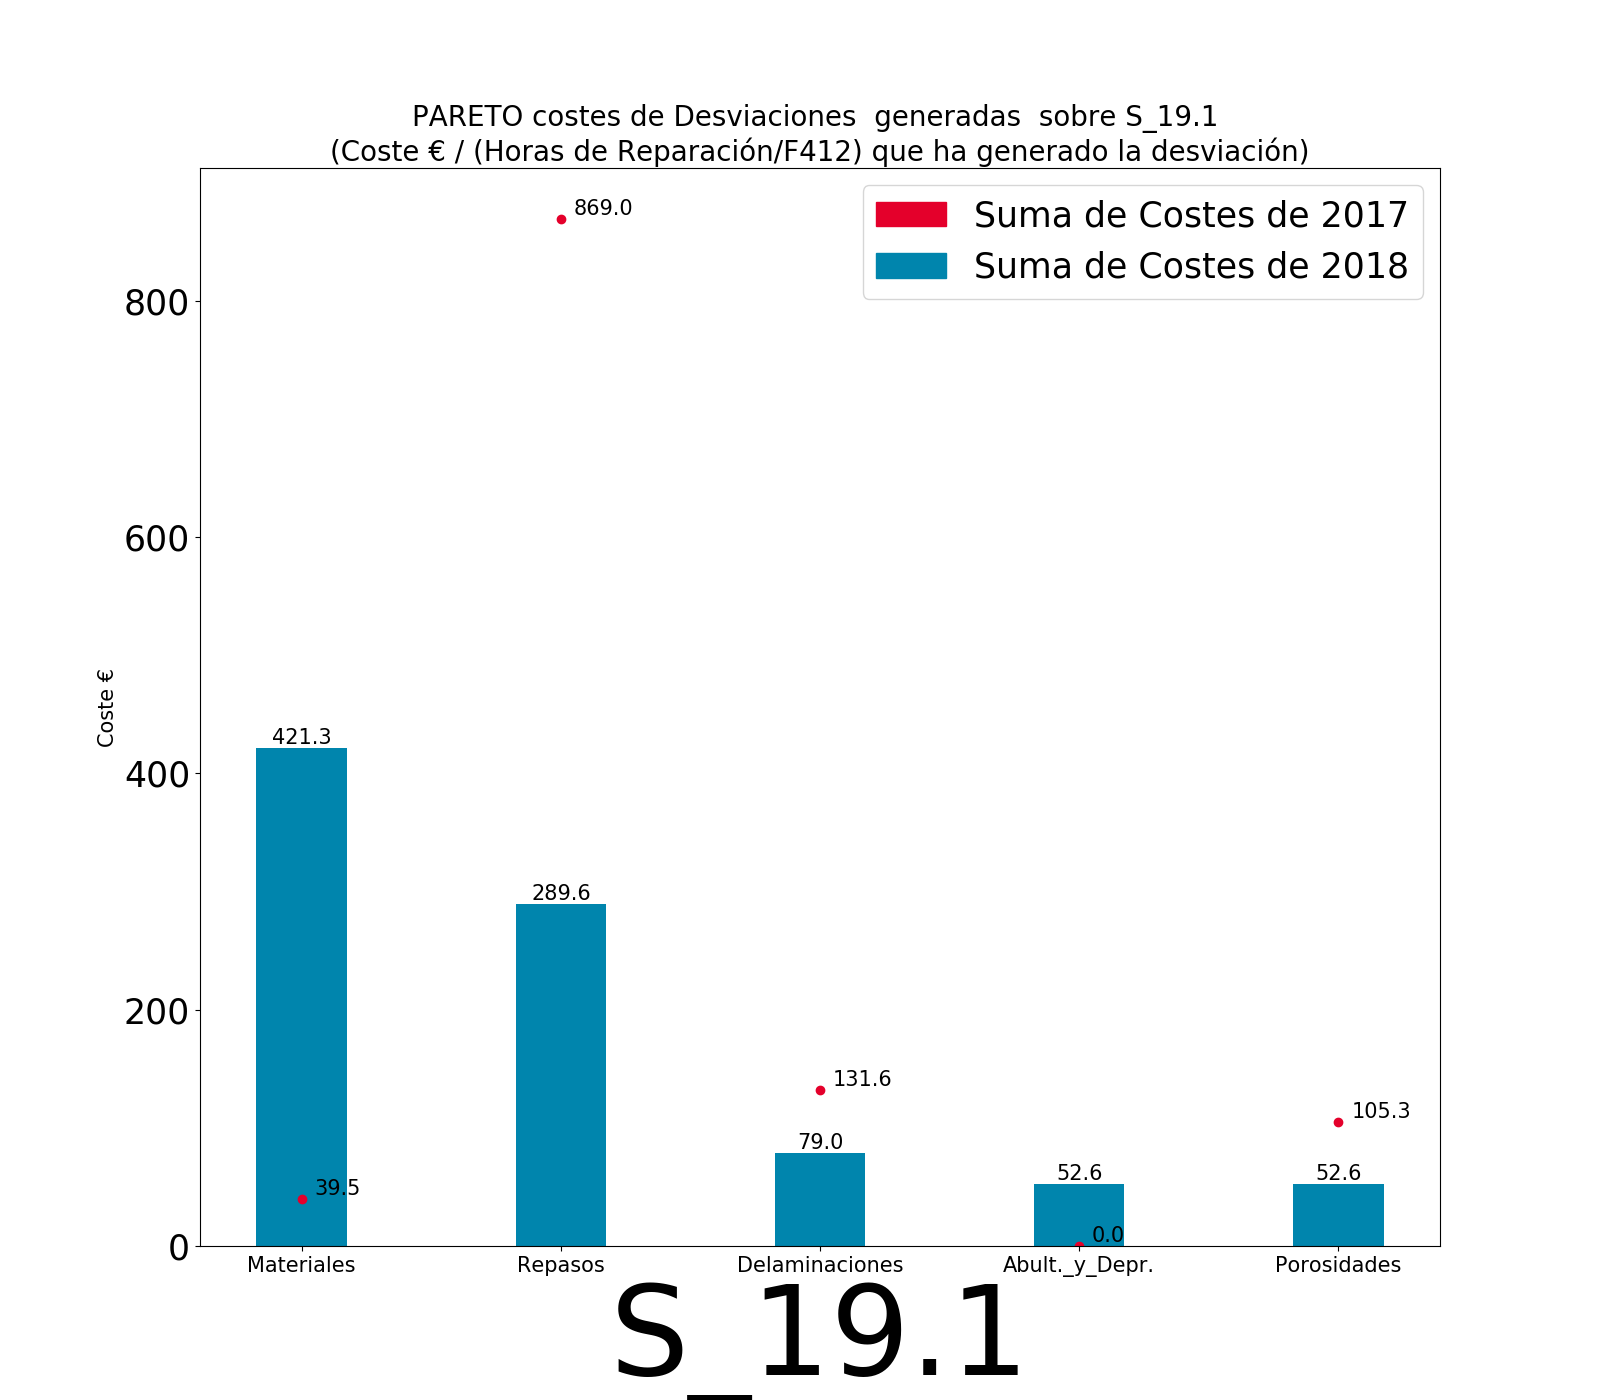 PARETO costes de Desviaciones  generadas  sobre S_19.1
(Coste € / (Horas de Reparación/F412) que ha generado la desviación)
Suma de Costes de 2017
Suma de Costes de 2018
869.0
800
600
Coste €
421.3
400
289.6
200
131.6
105.3
79.0
52.6
52.6
39.5
0.0
0
Materiales
Repasos
Delaminaciones
Abult._y_Depr.
Porosidades
S_19.1